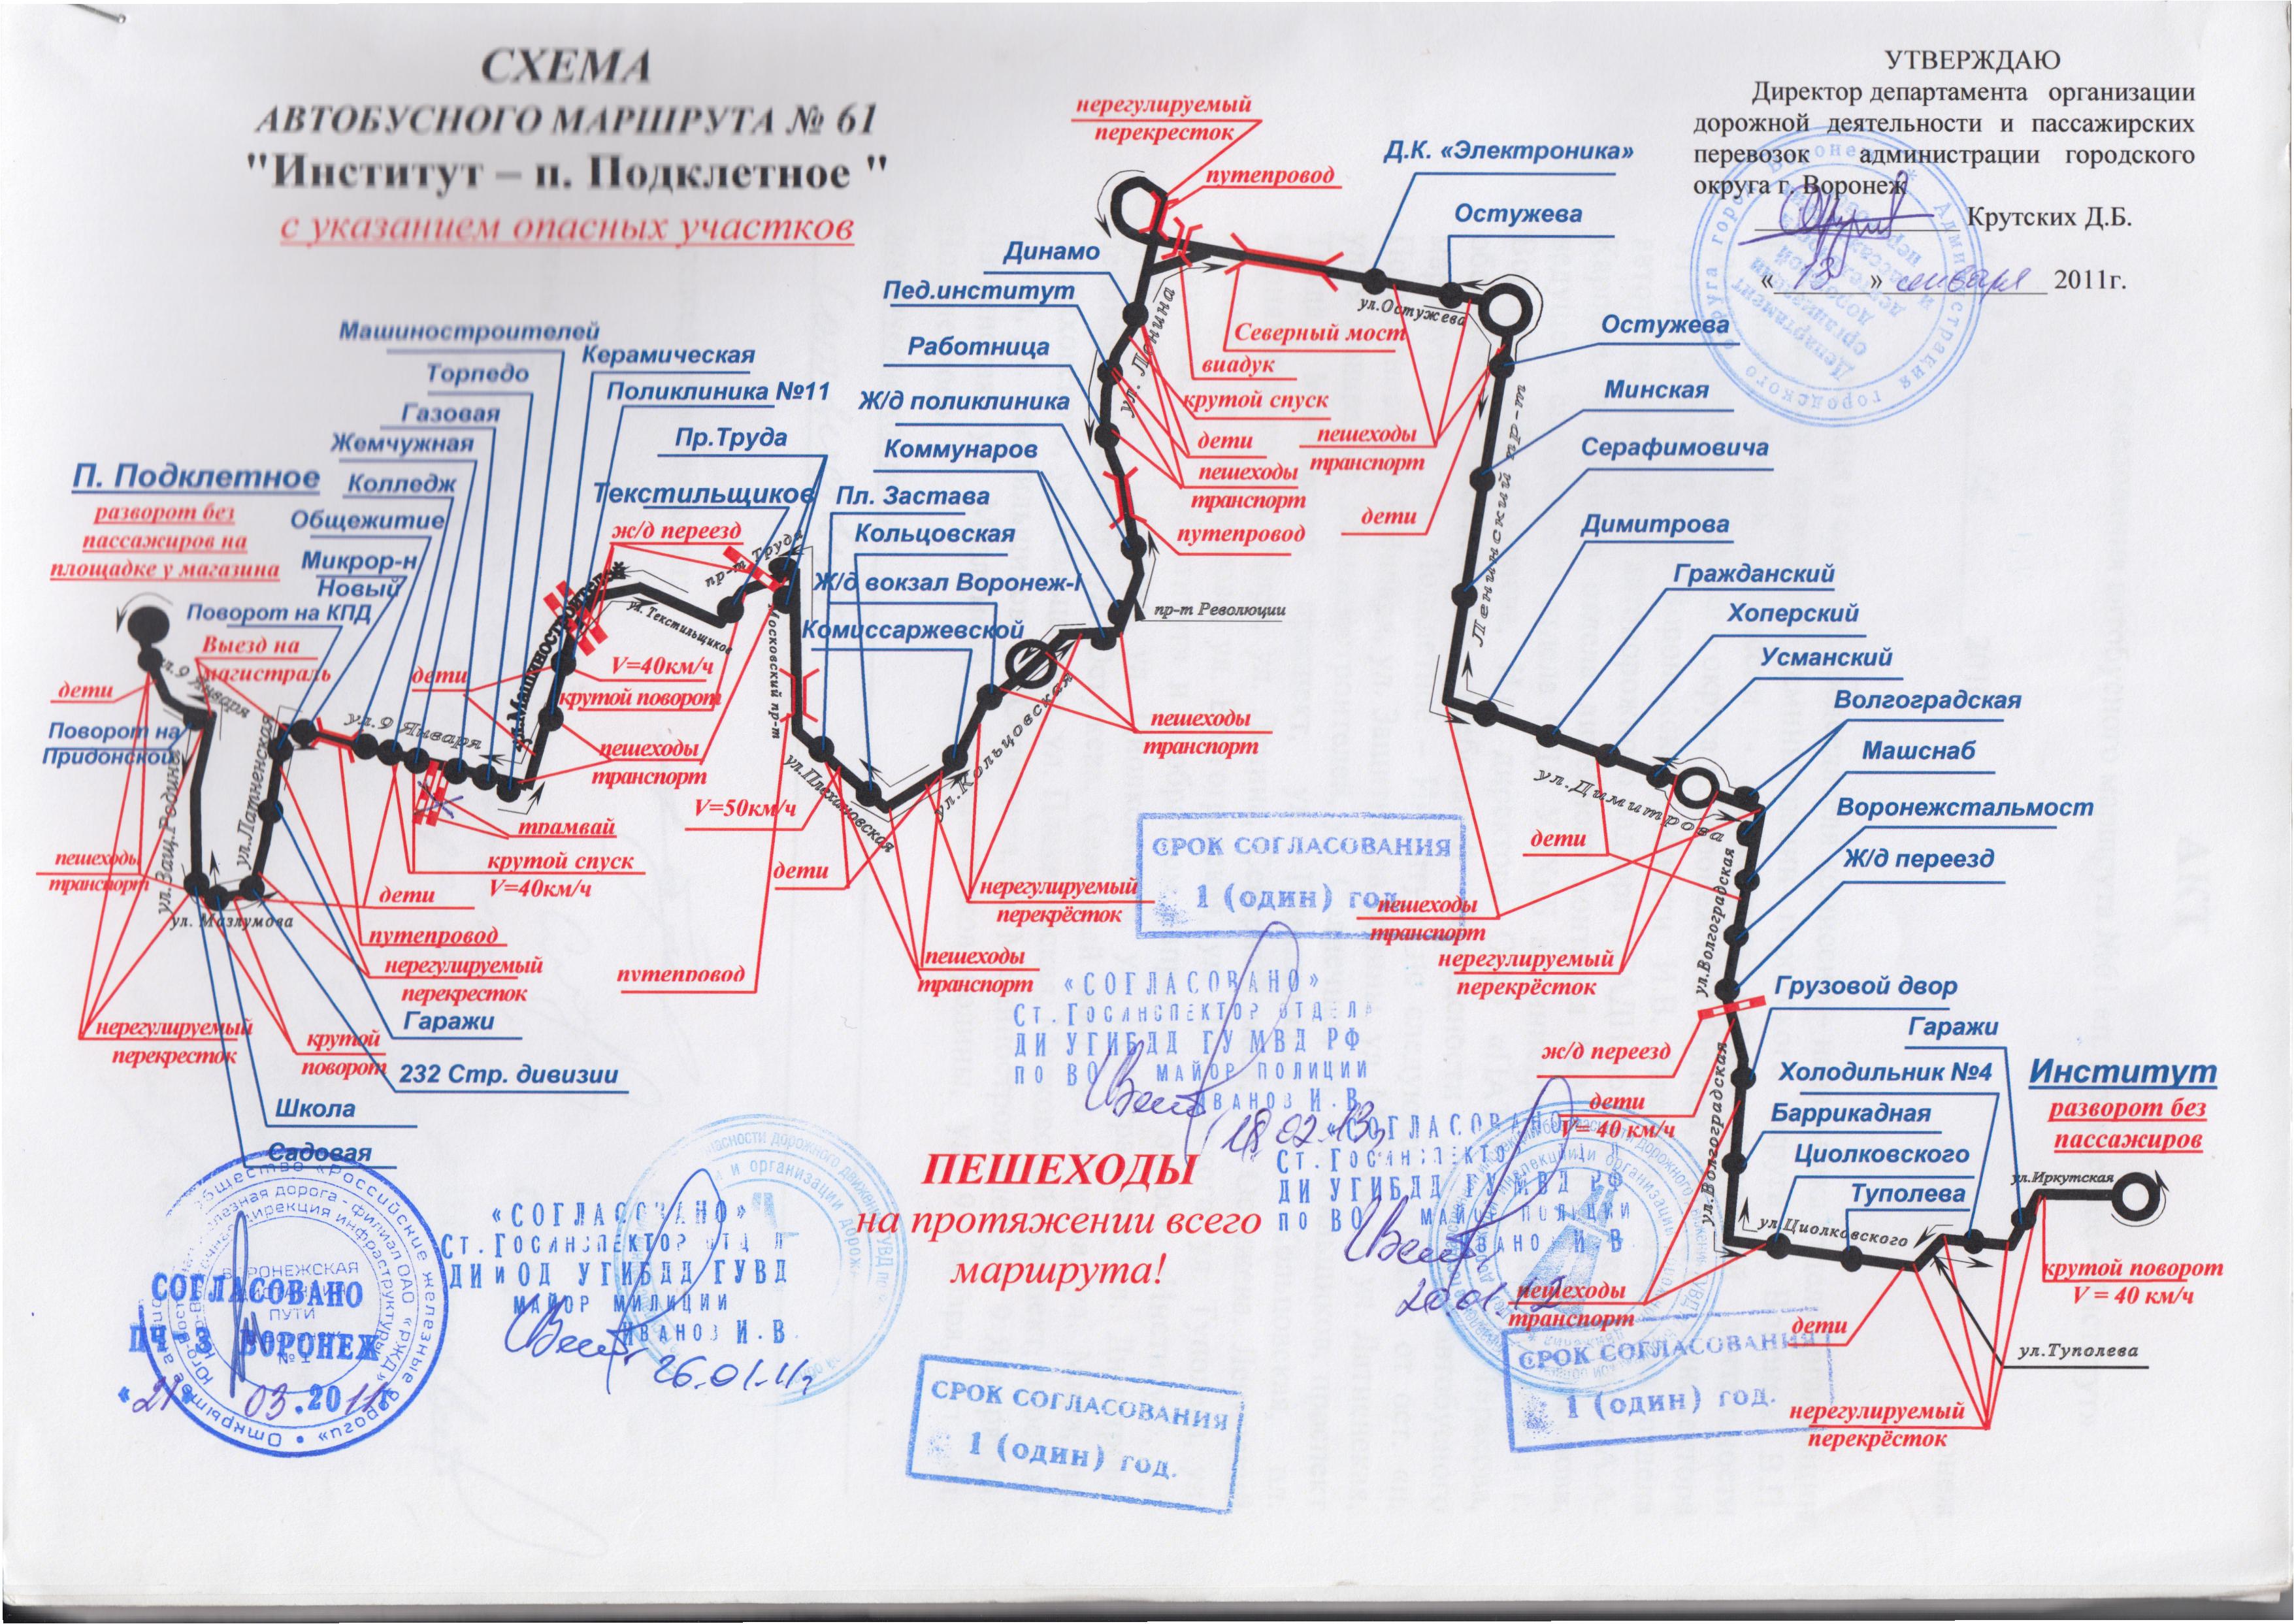 СХЕМА
АВТОБУСНОГО МАРШРУТА № 61
"Институт – п. Подклетное "
с указанием опасных участков
УТВЕРЖДАЮ
Директор департамента организации
дорожной деятельности и пассажирских
перевозок администрации городского
округа г. Воронеж
Крутских Д.Б.
« 13 » января 2011г.
нерегулируемый
перекресток
путепровод
Д.К. «Электроника»
Остужева
Динамо
Пед.институт
Работница
Ж/д поликлиника
Коммунаров
ул. Ленина
ул.Остужева
Северный мост
виадук
крутой спуск
дети
пешеходы
транспорт
путепровод
пешеходы
транспорт
дети
Остужева
Минская
Серафимовича
Димитрова
Гражданский
Хоперский
Усманский
Волгоградская
Машснаб
Воронежстальмост
Ж/д переезд
Ленинский пр-т
Машиностроителей
Керамическая
Торпедо
Поликлиника №11
Газовая
Жемчужная
Пр.Труда
Колледж
Текстильщиков
Пл. Застава
Общежитие
Кольцовская
Микрор-н
Новый
Ж/д вокзал Воронеж-I
Поворот на КПД
Комиссаржевской
П. Подклетное
разворот без
пассажиров на
площадке у магазина
Выезд на
магистраль
ж/д переезд
пр-т Труда
ул. Текстильщиков
Московский пр-т
пр-т Революции
ул.9 Января
дети
Поворот на
Придонской
ул.9 Января
дети
V=40км/ч
крутой поворот
ул.Машиностроителей
пешеходы
транспорт
V=50км/ч
ул.Плехановская
ул.Кольцовская
пешеходы
транспорт
ул.Защ.Родины
ул.Латненская
пешеходы
транспорт
ул. Мазлумова
трамвай
крутой спуск
V=40км/ч
дети
путепровод
нерегулируемый
перекресток
Гаражи
232 Стр. дивизии
крутой
поворот
нерегулируемый
перекресток
Школа
Садовая
дети
нерегулируемый
перекрёсток
путепровод
пешеходы
транспорт
ул.Димитрова
дети
пешеходы
транспорт
нерегулируемый
перекрёсток
ул.Волгоградская
Грузовой двор
Гаражи
ж/д переезд
Холодильник №4
Институт
разворот без
пассажиров
дети
V= 40 км/ч
Баррикадная
Циолковского
Туполева
ул.Волгоградская
ул.Иркутская
ул.Циолковского
крутой поворот
V = 40 км/ч
пешеходы
транспорт
дети
ул.Туполева
нерегулируемый
перекрёсток
ПЕШЕХОДЫ
на протяжении всего
маршрута!
СРОК СОГЛАСОВАНИЯ
1 (один) год.
«СОГЛАСОВАНО»
Ст.Госинспектор отдела
ДИ УГИБДД ГУ МВД РФ
по ВО майор полиции
Иванов И.В.
18.02.13г
«СОГЛАСОВАНО
Ст.Госинспектор
ДИ УГИБДД ГУ МВД РФ
по ВО майор полиции
Иванов И.В.
СРОК СОГЛАСОВАНИЯ
1 (один) год.
«СОГЛАСОВАНО»
Ст.Госинспектор
ДИ и ОД УГИБДД ГУВД
майор милиции
Иванов И.В.
26.01.11г
СРОК СОГЛАСОВАНИЯ
1 (один) год.
СОГЛАСОВАНО
ПЧ-3 ВОРОНЕЖ
«21» 03.2011г